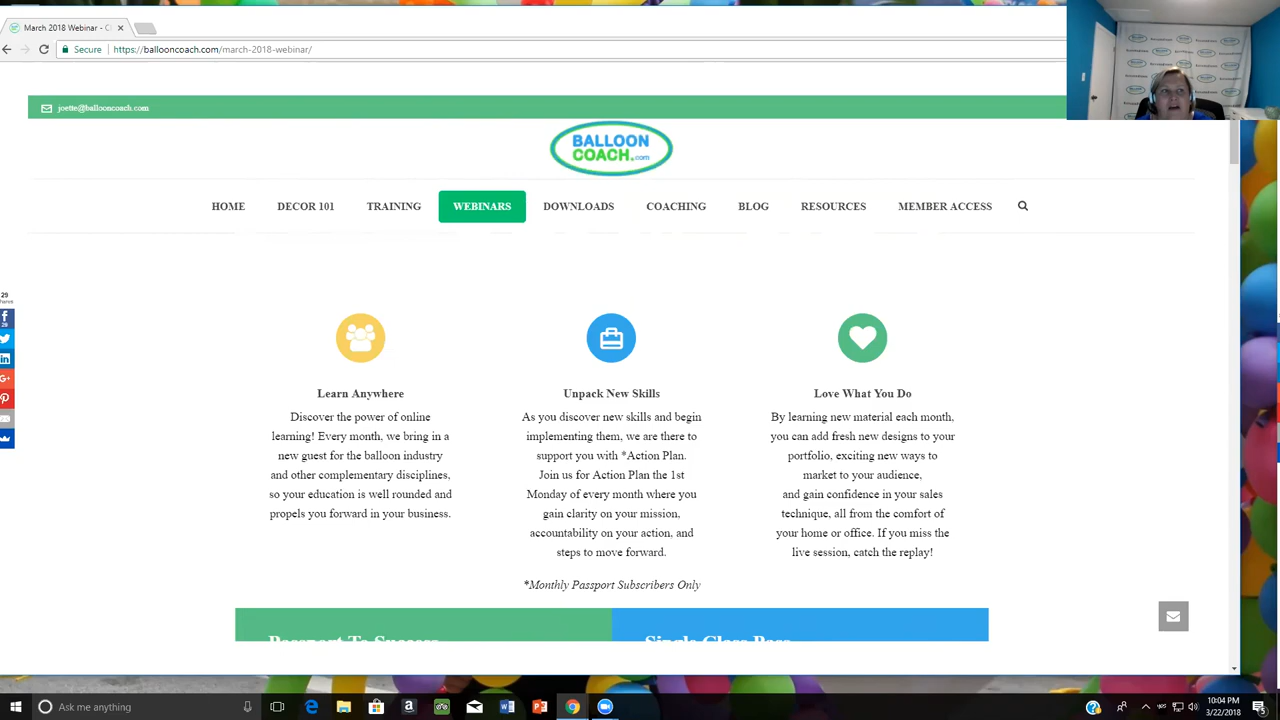 March 2018 Webinar - C
Secure
https://ballooncoach.com/march-2018-webinar/
joette@ballooncoach.com
BALLOON
COACH.com
HOME DECOR 101 TRAINING WEBINARS DOWNLOADS COACHING BLOG RESOURCES MEMBER ACCESS
29
29
Learn Anywhere
Discover the power of online
learning! Every month, we bring in a
new guest for the balloon industry
and other complementary disciplines,
so your education is well rounded and
propels you forward in your business.
Unpack New Skills
As you discover new skills and begin
implementing them, we are there to
support you with *Action Plan.
Join us for Action Plan the 1st
Monday of every month where you
gain clarity on your mission,
accountability on your action, and
steps to move forward.
*Monthly Passport Subscribers Only
Love What You Do
By learning new material each month,
you can add fresh new designs to your
portfolio, exciting new ways to
market to your audience,
and gain confidence in your sales
technique, all from the comfort of
your home or office. If you miss the
live session, catch the replay!
Passport To Success
Single Class Pass
Ask me anything
10:04 PM
3/22/2018